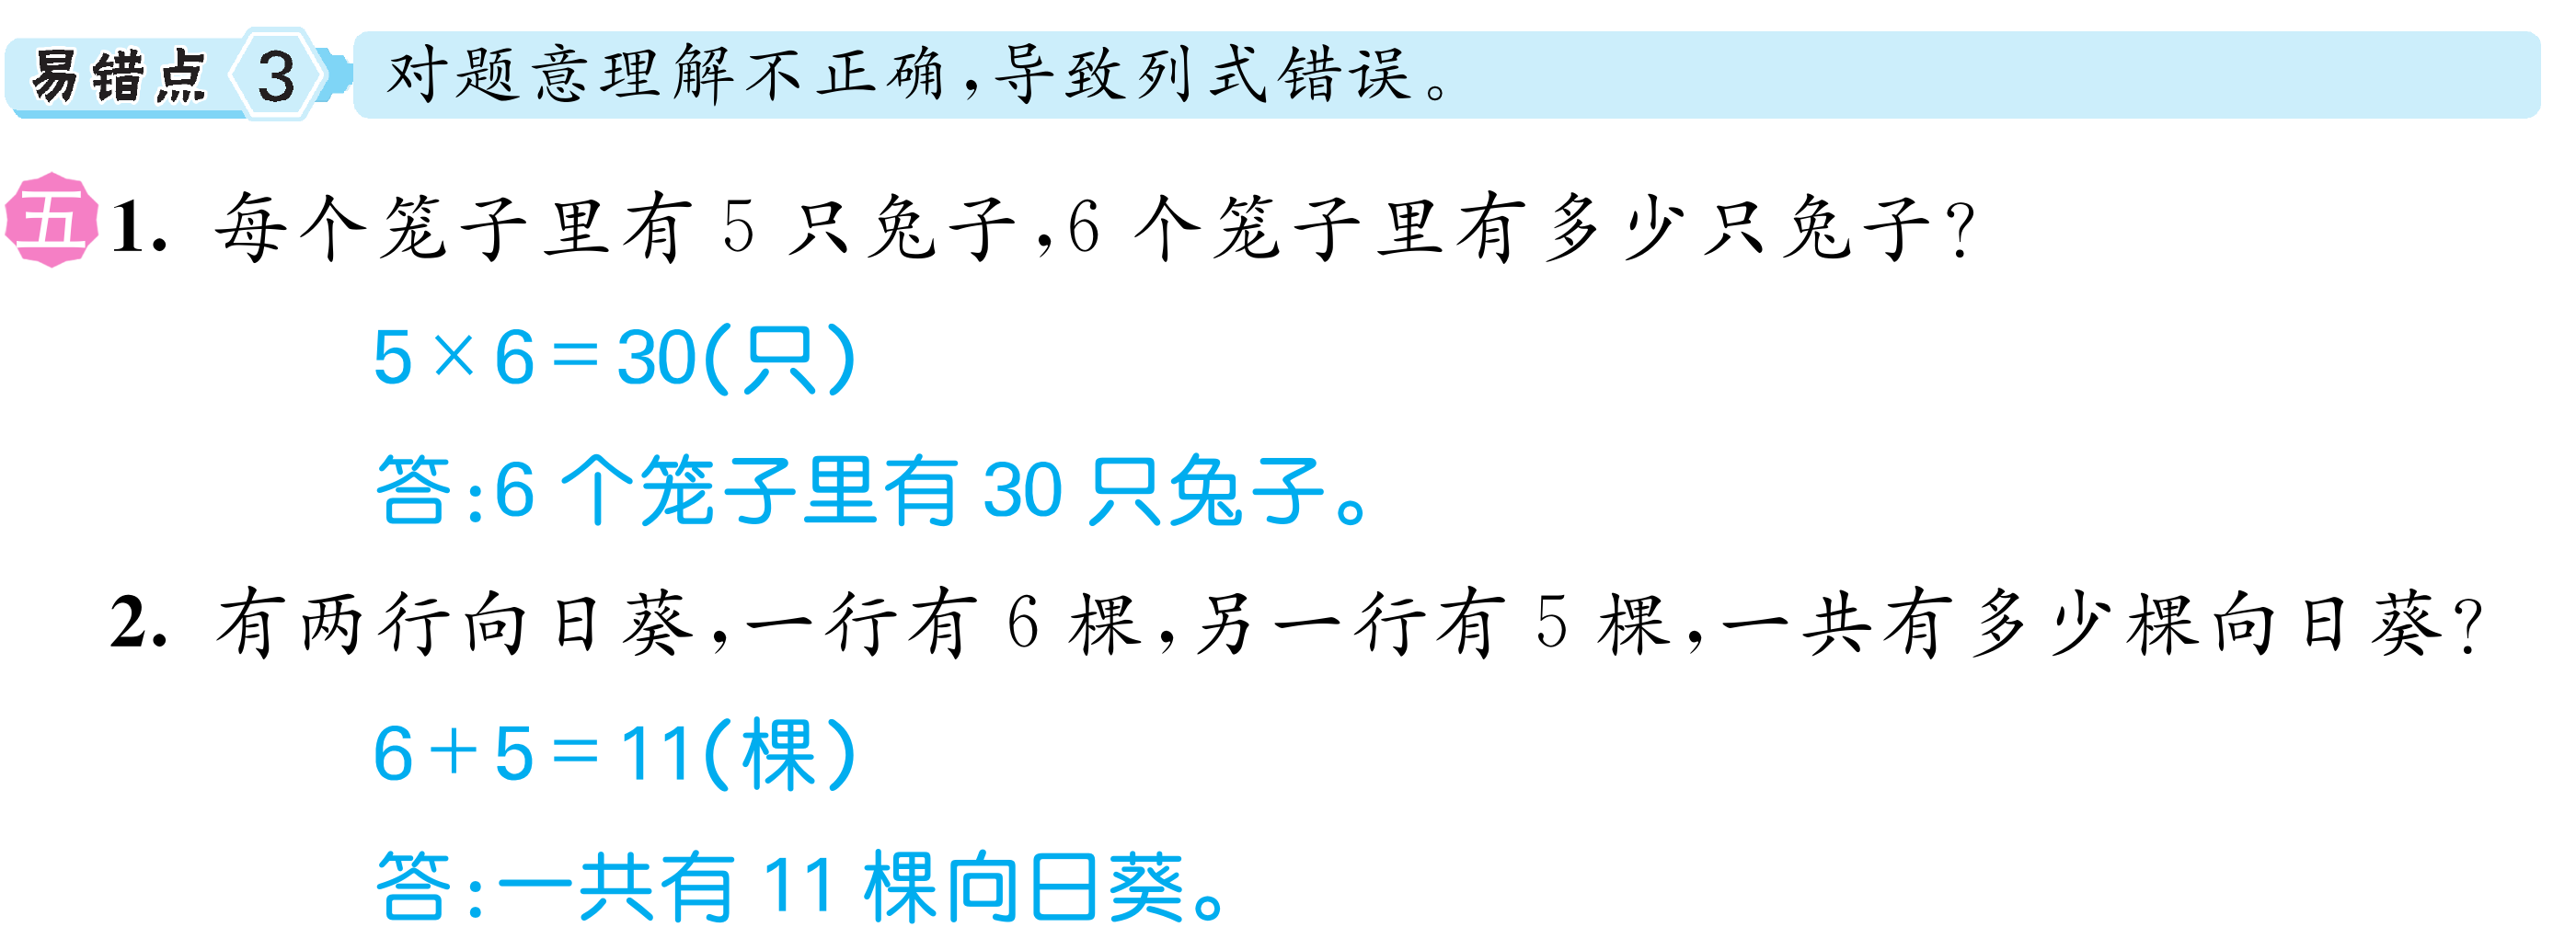 易错点 3 对题意理解不正确,导致列式错误。
五 1. 每个笼子里有 5 只兔子,6 个笼子里有多少只兔子?
5×6=30(只)
答:6 个笼子里有 30 只兔子。
2. 有两行向日葵,一行有 6 棵,另一行有 5 棵,一共有多少棵向日葵?
6+5=11(棵)
答:一共有 11 棵向日葵。